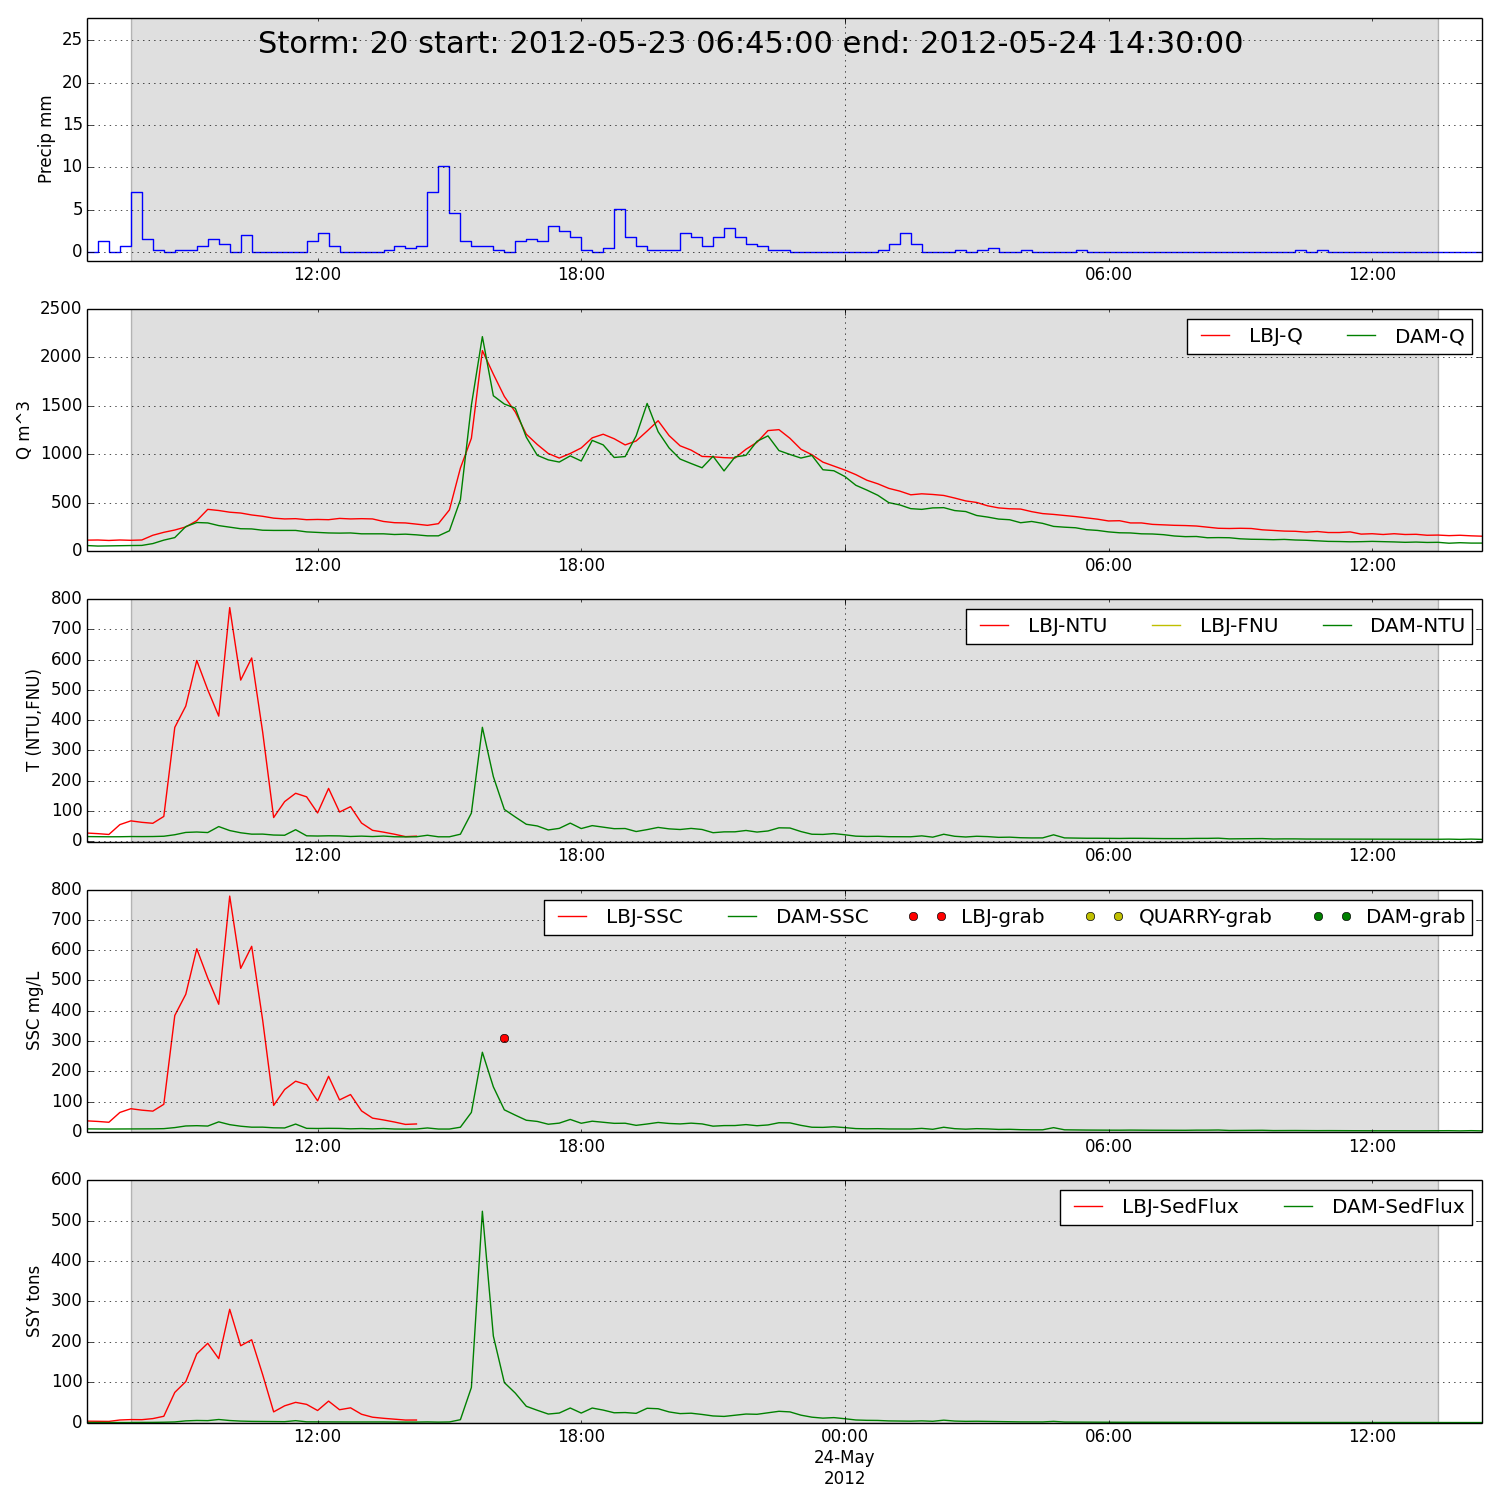 Storm: 20 start: 2012-05-23 06:45:00 end: 2012-05-24 14:30:00
Precip mm
25
20
15
10
5
0
12:00 18:00 06:00 12:00
Q m^3
2500
2000
1500
1000
500
0
LBJ-Q DAM-Q
12:00 18:00 06:00 12:00
T (NTU,FNU)
800
700
600
500
400
300
200
100
0
LBJ-NTU LBJ-FNU DAM-NTU
12:00 18:00 06:00 12:00
SSC mg/L
800
700
600
500
400
300
200
100
0
LBJ-SSC DAM-SSC LBJ-grab QUARRY-grab DAM-grab
12:00 18:00 06:00 12:00
SSY tons
600
500
400
300
200
100
0
LBJ-SedFlux DAM-SedFlux
12:00 18:00 00:00 06:00 12:00
24-May
2012